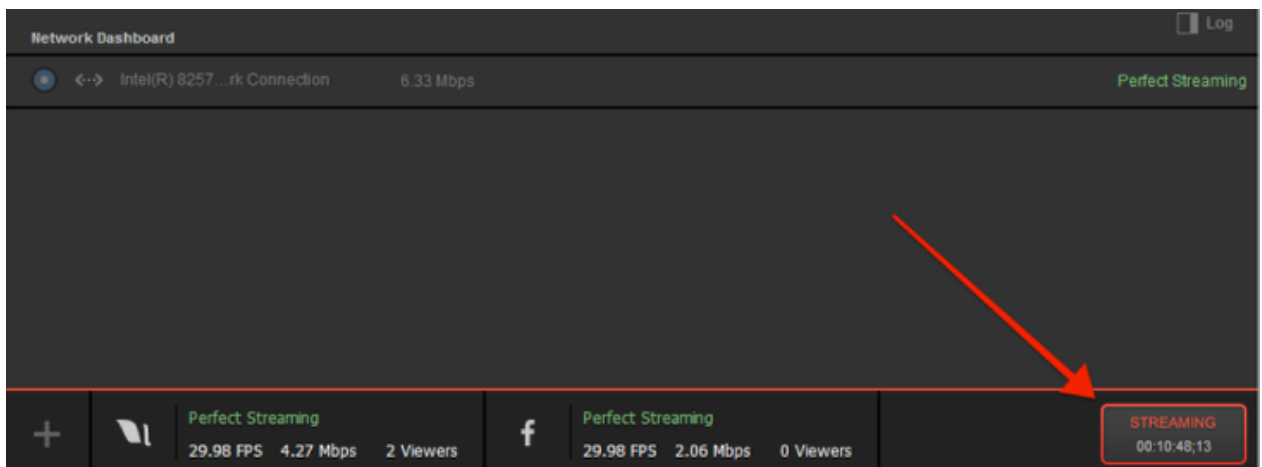 Log
Network Dashboard
Intel(R) 8257...rk Connection 6.33 Mbps Perfect Streaming
Perfect Streaming
29.98 FPS 4.27 Mbps 2 Viewers
f
Perfect Streaming
29.98 FPS 2.06 Mbps 0 Viewers
STREAMING
00:10:48;13